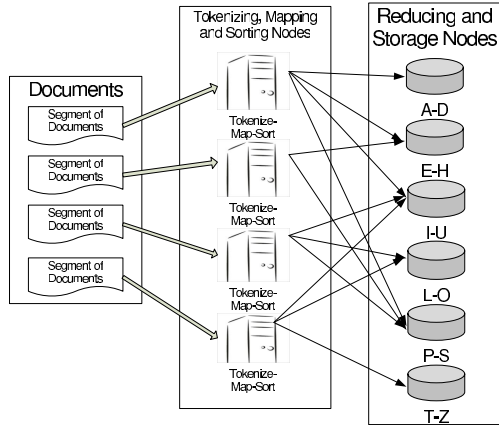 Documents
Segment of
Documents
Segment of
Documents
Segment of
Documents
Segment of
Documents
Tokenizing, Mapping
and Sorting Nodes
Tokenize-
Map-Sort
Tokenize-
Map-Sort
Tokenize-
Map-Sort
Tokenize-
Map-Sort
Reducing and
Storage Nodes
A-D
E-H
I-U
L-O
P-S
T-Z